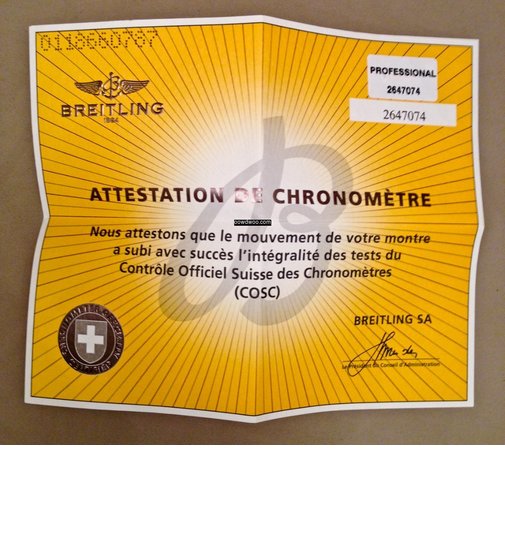 PROFESSIONAL
2647074
2647074
BREITLING
1884
ATTESTATION DE CHRONOMÈTRE
oowdwoo.com
Nous attestons que le mouvement de votre montre
a subi avec succès l'intégralité des tests du
Contrôle Officiel Suisse des Chronomètres
(COSC)
BREITLING SA
Le Président du Conseil d'Administration